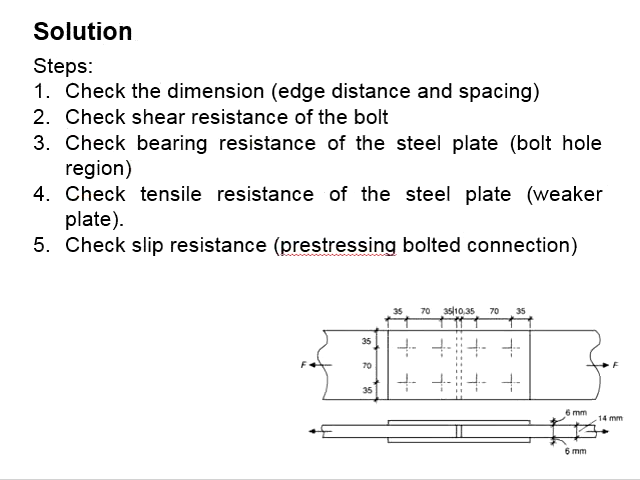 Solution
Steps:
1. Check the dimension (edge distance and spacing)
2. Check shear resistance of the bolt
3. Check bearing resistance of the steel plate (bolt hole
region)
4. Check tensile resistance of the steel plate (weaker
plate).
5. Check slip resistance (prestressing bolted connection)
35 70 35 10 35 70 35
35
F 70 F
35
6 mm
14 mm
6 mm